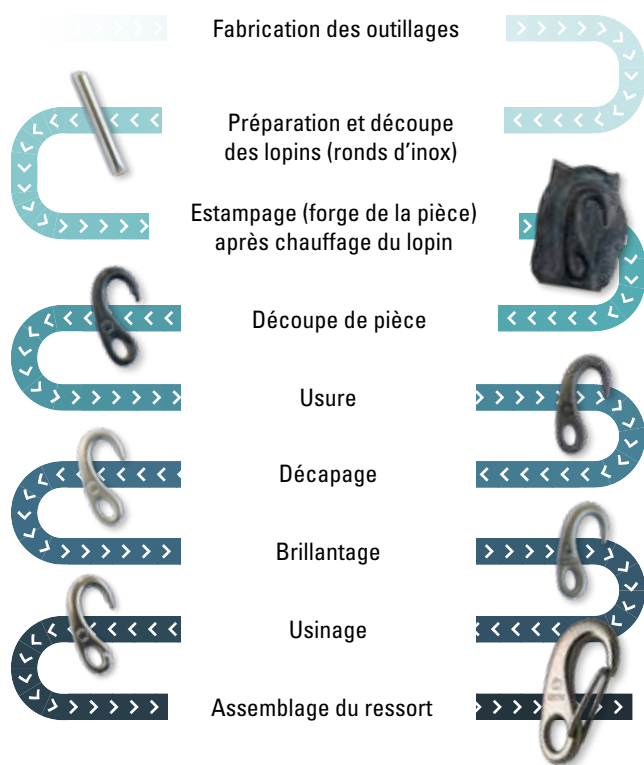 Fabrication des outillages
Préparation et découpe
des lopins (ronds d’inox)
Estampage (forge de la pièce)
après chauffage du lopin
Découpe de pièce
Usure
Décapage
Brillantage
Usinage
Assemblage du ressort